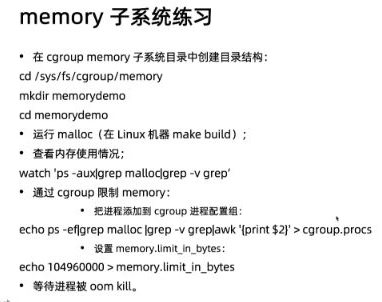 memory 子系统练习
• 在 cgroup memory 子系统目录中创建目录结构：
cd /sys/fs/cgroup/memory
mkdir memorydemo
cd memorydemo
• 运行 malloc（在 Linux 机器 make build）；
• 查看内存使用情况；
watch 'ps -aux|grep malloc|grep -v grep'
• 通过 cgroup 限制 memory：
• 把进程添加到 cgroup 进程配置组：
echo ps -ef|grep malloc |grep -v grep|awk '{print $2}' > cgroup.procs
• 设置 memory.limit_in_bytes：
echo 104960000 > memory.limit_in_bytes
• 等待进程被 oom kill。